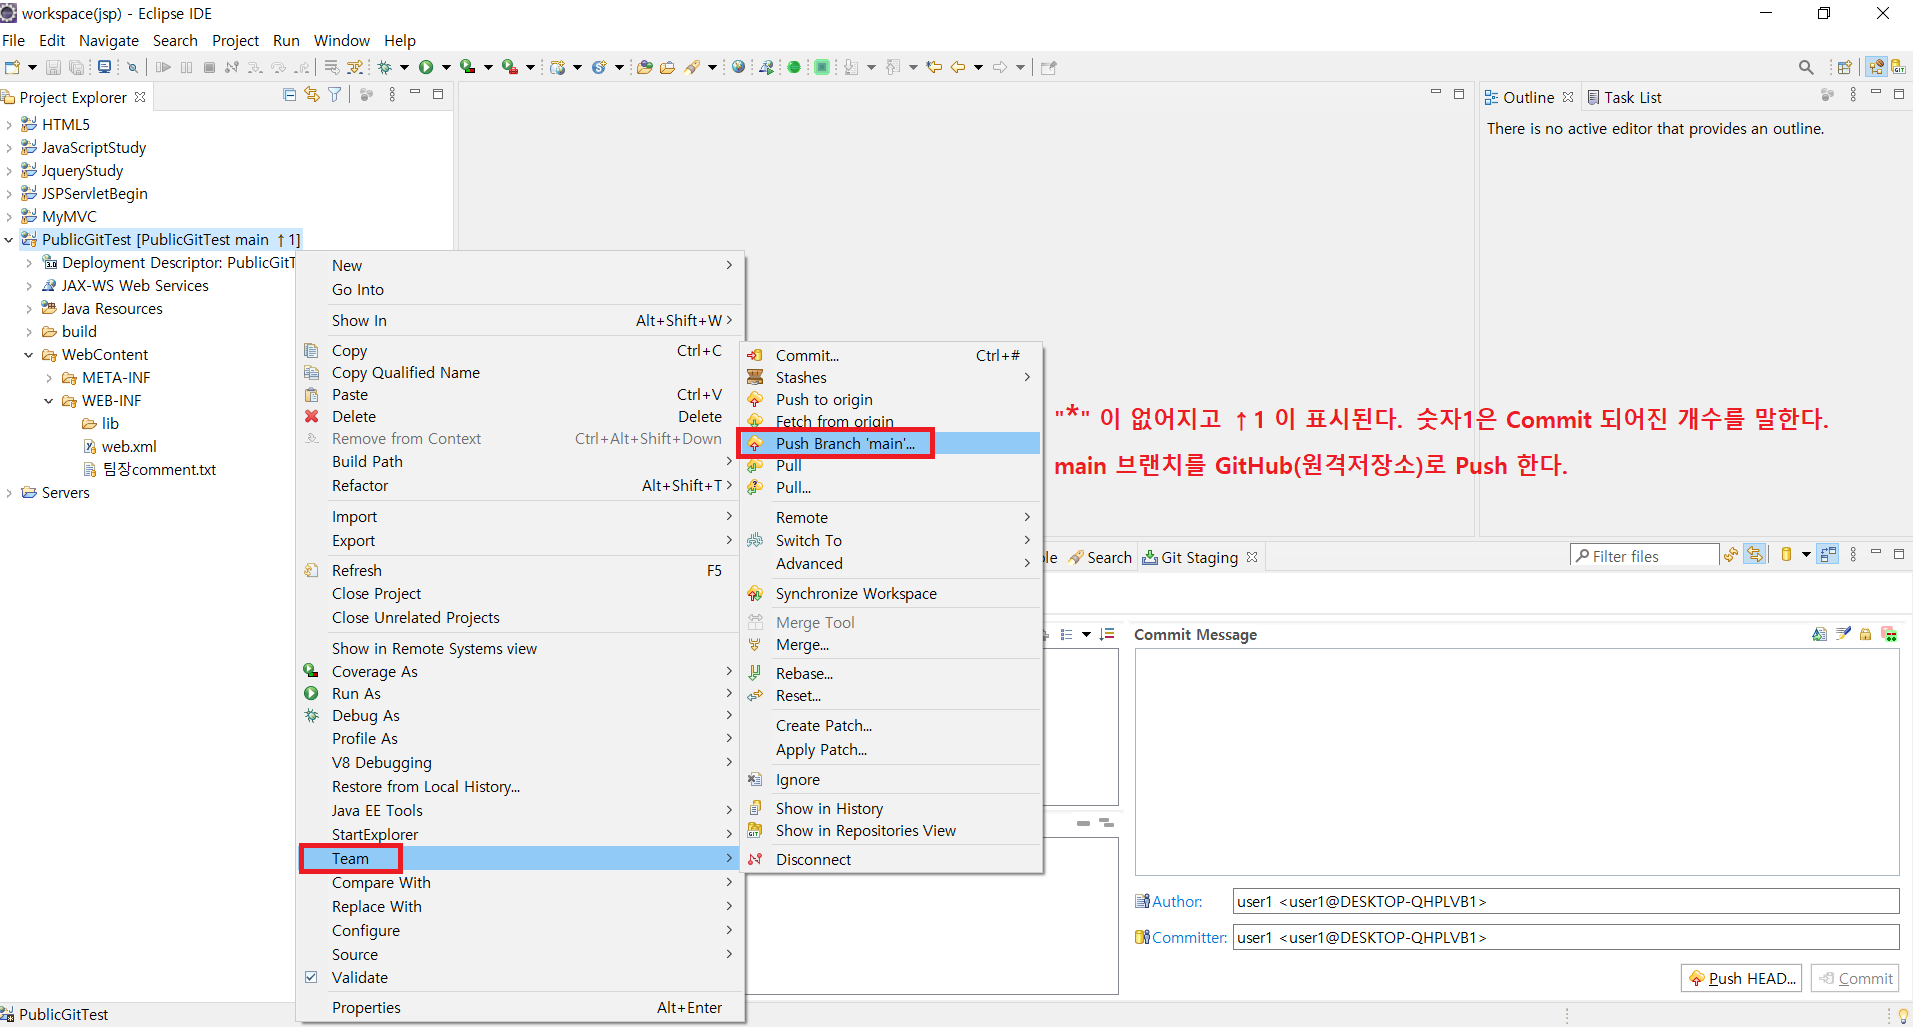 workspace(jsp) - Eclipse IDE
File Edit Navigate Search Project Run Window Help
Project Explorer
HTML5
JavaScriptStudy
JqueryStudy
JSPServletBegin
MyMVC
PublicGitTest [PublicGitTest main ↑1]
Deployment Descriptor: PublicGitT
JAX-WS Web Services
Java Resources
build
WebContent
META-INF
WEB-INF
lib
web.xml
팀장comment.txt
Servers
New
Go Into
Show In Alt+Shift+W
Copy Ctrl+C
Copy Qualified Name
Paste Ctrl+V
Delete Delete
Remove from Context Ctrl+Alt+Shift+Down
Build Path
Refactor Alt+Shift+T
Import
Export
Refresh F5
Close Project
Close Unrelated Projects
Show in Remote Systems view
Coverage As
Run As
Debug As
Profile As
V8 Debugging
Restore from Local History...
Java EE Tools
StartExplorer
Team
Compare With
Replace With
Configure
Source
Validate
Properties Alt+Enter
Commit... Ctrl+#
Stashes
Push to origin
Fetch from origin
Push Branch 'main'...
Pull
Pull...
Remote
Switch To
Advanced
Synchronize Workspace
Merge Tool
Merge...
Rebase...
Reset...
Create Patch...
Apply Patch...
Ignore
Show in History
GIT Show in Repositories View
Disconnect
"*" 이 없어지고 ↑1 이 표시된다. 숫자1은 Commit 되어진 개수를 말한다.
main 브랜치를 GitHub(원격저장소)로 Push 한다.
Outline Task List
There is no active editor that provides an outline.
ole Search Git Staging
Filter files
Commit Message
Author: user1 <user1@DESKTOP-QHPLVB1>
Committer: user1 <user1@DESKTOP-QHPLVB1>
Push HEAD... Commit
PublicGitTest